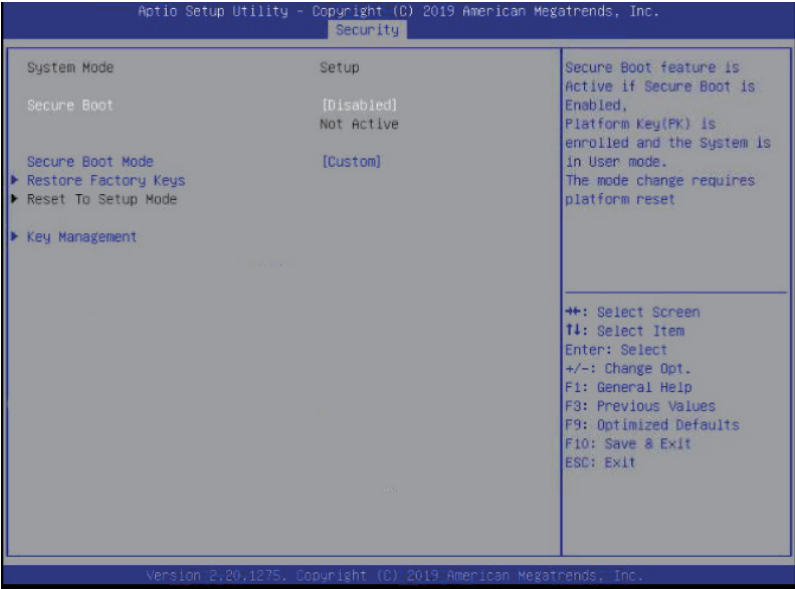 Aptio Setup Utility - Copyright (C) 2019 American Megatrends, Inc.
Security
System Mode Setup
Secure Boot [Disabled]
Not Active
Secure Boot Mode [Custom]
Restore Factory Keys
Reset To Setup Mode
Key Management
Secure Boot feature is
Active if Secure Boot is
Enabled,
Platform Key(PK) is
enrolled and the System is
in User mode.
The mode change requires
platform reset
→←: Select Screen
↑↓: Select Item
Enter: Select
+/-: Change Opt.
F1: General Help
F3: Previous Values
F9: Optimized Defaults
F10: Save & Exit
ESC: Exit
Version 2.20.1275. Copyright (C) 2019 American Megatrends, Inc.